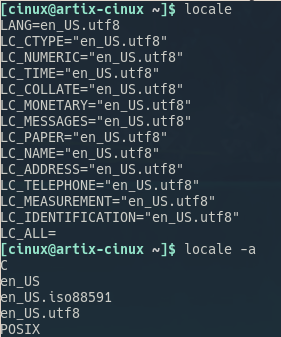 [cinux@artix-cinux ~]$ locale
LANG=en_US.utf8
LC_CTYPE="en_US.utf8"
LC_NUMERIC="en_US.utf8"
LC_TIME="en_US.utf8"
LC_COLLATE="en_US.utf8"
LC_MONETARY="en_US.utf8"
LC_MESSAGES="en_US.utf8"
LC_PAPER="en_US.utf8"
LC_NAME="en_US.utf8"
LC_ADDRESS="en_US.utf8"
LC_TELEPHONE="en_US.utf8"
LC_MEASUREMENT="en_US.utf8"
LC_IDENTIFICATION="en_US.utf8"
LC_ALL=
[cinux@artix-cinux ~]$ locale -a
C
en_US
en_US.iso88591
en_US.utf8
POSIX